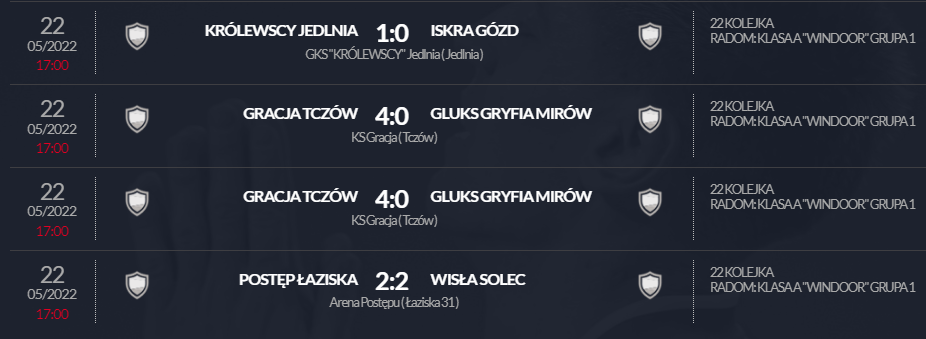 22
05/2022
17:00
KRÓLEWSCY JEDLNIA 1:0 ISKRA GÓZD
GKS "KRÓLEWSCY" Jedlnia ( Jedlnia )
22 KOLEJKA
RADOM: KLASA A "WINDOOR" GRUPA 1
22
05/2022
17:00
GRACJA TCZÓW 4:0 GLUKS GRYFIA MIRÓW
KS Gracja ( Tczów )
22 KOLEJKA
RADOM: KLASA A "WINDOOR" GRUPA 1
22
05/2022
17:00
GRACJA TCZÓW 4:0 GLUKS GRYFIA MIRÓW
KS Gracja ( Tczów )
22 KOLEJKA
RADOM: KLASA A "WINDOOR" GRUPA 1
22
05/2022
17:00
POSTĘP ŁAZISKA 2:2 WISŁA SOLEC
Arena Postępu ( Łaziska 31 )
22 KOLEJKA
RADOM: KLASA A "WINDOOR" GRUPA 1